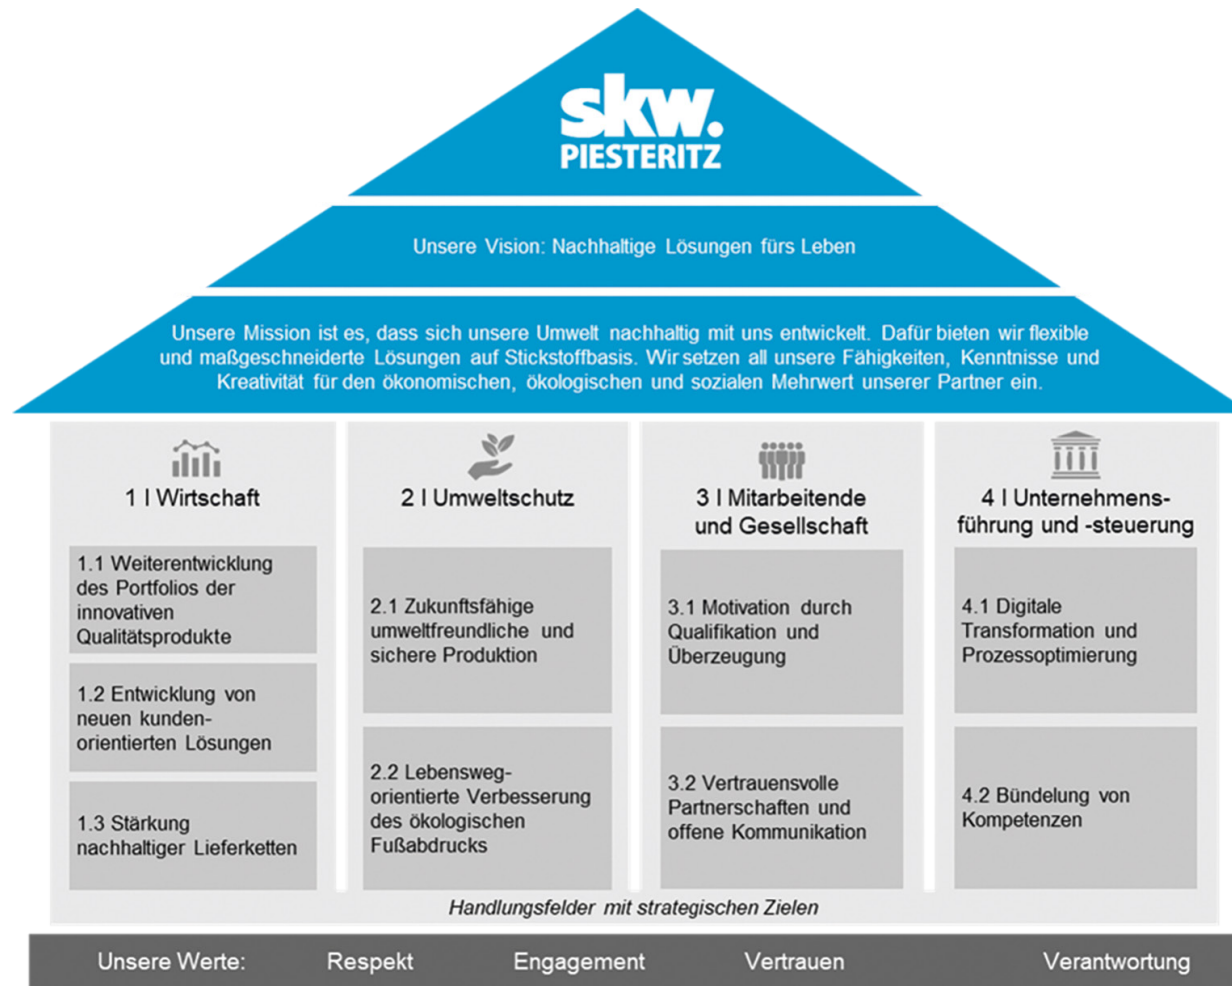 skw.
PIESTERITZ
Unsere Vision: Nachhaltige Lösungen fürs Leben
Unsere Mission ist es, dass sich unsere Umwelt nachhaltig mit uns entwickelt. Dafür bieten wir flexible
und maßgeschneiderte Lösungen auf Stickstoffbasis. Wir setzen all unsere Fähigkeiten, Kenntnisse und
Kreativität für den ökonomischen, ökologischen und sozialen Mehrwert unserer Partner ein.
1 I Wirtschaft
1.1 Weiterentwicklung
des Portfolios der
innovativen
Qualitätsprodukte
1.2 Entwicklung von
neuen kunden-
orientierten Lösungen
1.3 Stärkung
nachhaltiger Lieferketten
2 I Umweltschutz
2.1 Zukunftsfähige
umweltfreundliche und
sichere Produktion
2.2 Lebensweg-
orientierte Verbesserung
des ökologischen
Fußabdrucks
3 I Mitarbeitende
und Gesellschaft
3.1 Motivation durch
Qualifikation und
Überzeugung
3.2 Vertrauensvolle
Partnerschaften und
offene Kommunikation
4 I Unternehmens-
führung und -steuerung
4.1 Digitale
Transformation und
Prozessoptimierung
4.2 Bündelung von
Kompetenzen
Handlungsfelder mit strategischen Zielen
Unsere Werte: Respekt Engagement Vertrauen Verantwortung